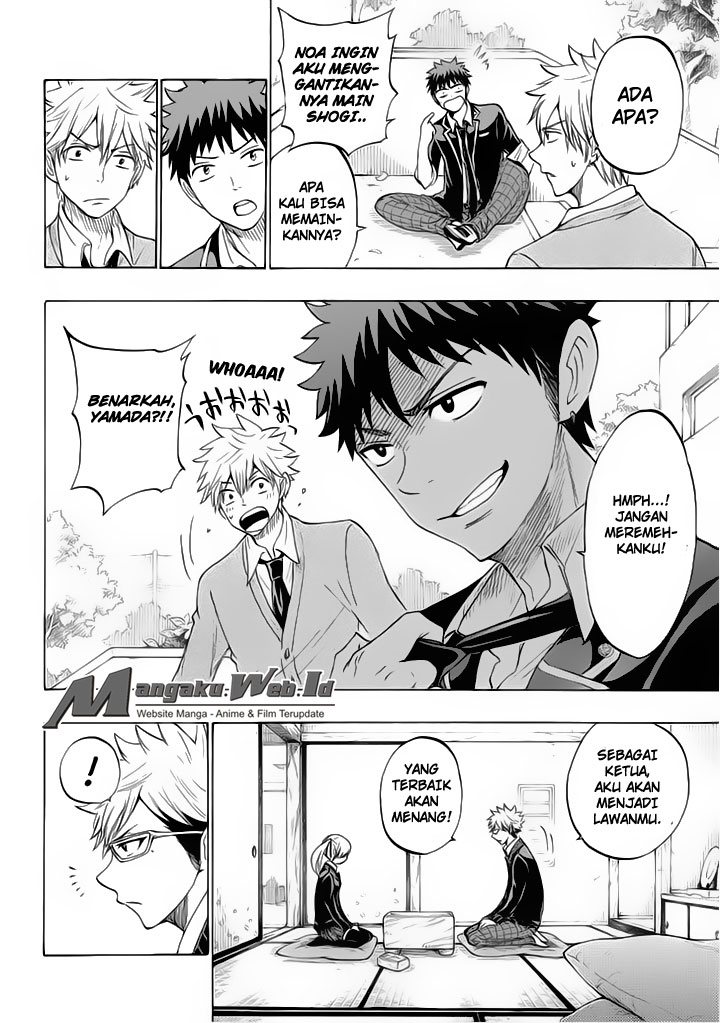 ADA
APA?
NOA INGIN
AKU MENG-
GANTIKAN-
NYA MAIN
SHOGI..
APA
KAU BISA
MEMAIN-
KANNYA?
HMPH...!
JANGAN
MEREMEH-
KANKU!
WHOAAA!
うおおおお
BENARKAH,
YAMADA?!!
Mangaku.Web.Id
Website Manga - Anime & Film Terupdate
SEBAGAI
KETUA,
AKU AKAN
MENJADI
LAWANMU.
YANG
TERBAIK
AKAN
MENANG!
!